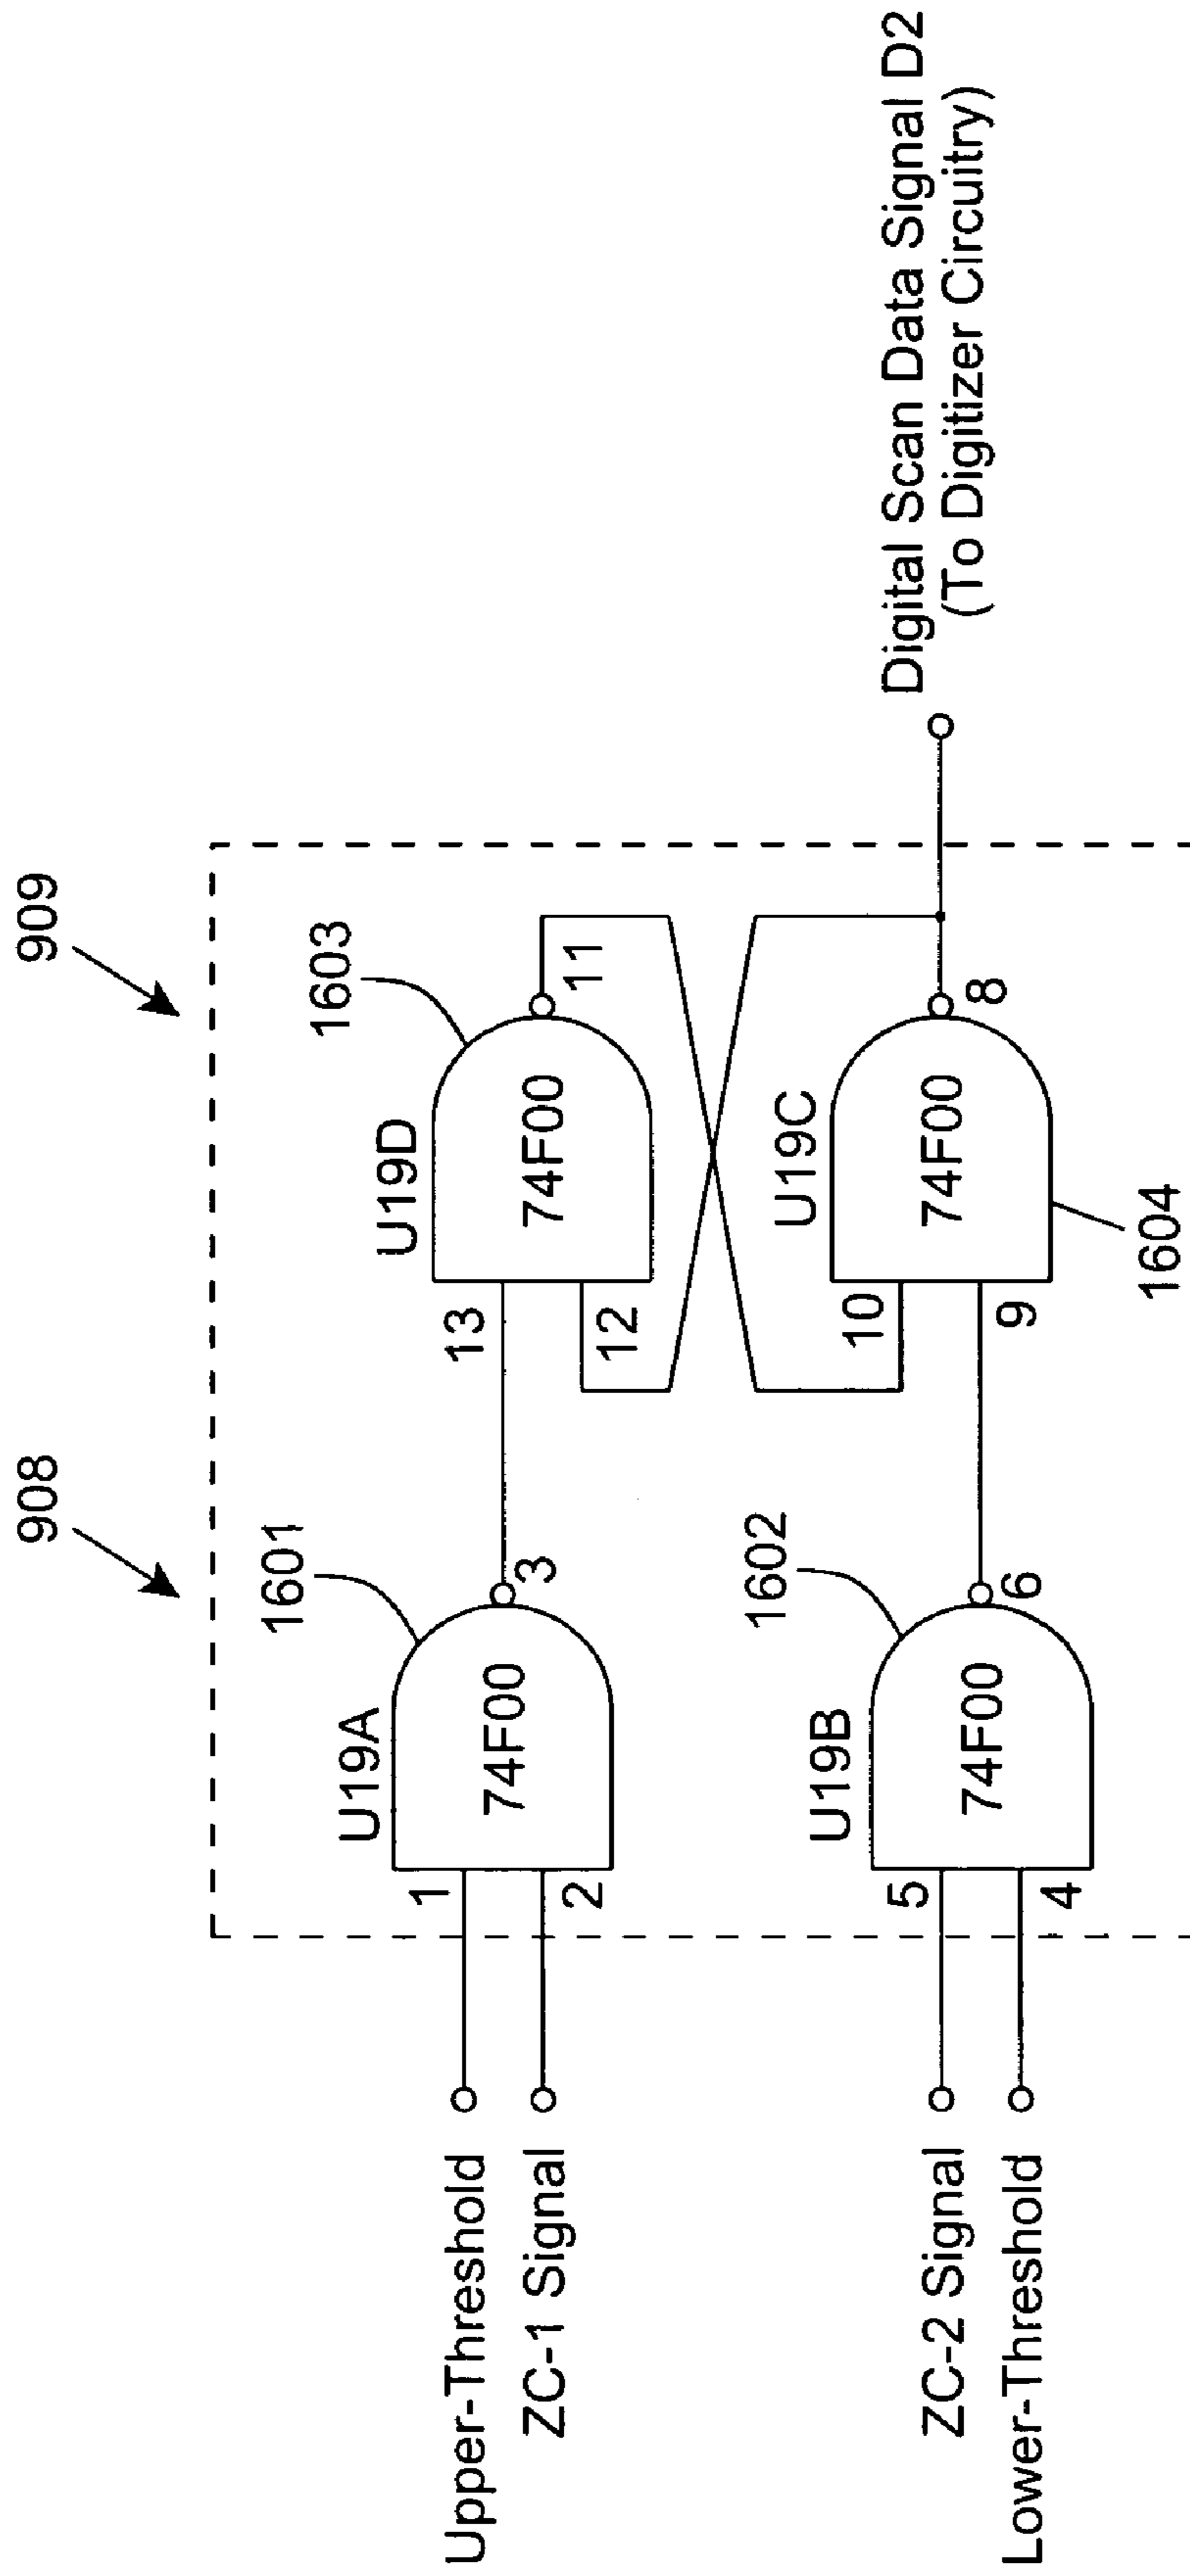 908
909
1601
U19A
74F00
1
2
3
1603
U19D
74F00
13
12
11
1602
U19B
74F00
5
4
6
U19C
74F00
10
9
8
1604
Upper-Threshold
ZC-1 Signal
ZC-2 Signal
Lower-Threshold
Digital Scan Data Signal D2
(To Digitizer Circuitry)